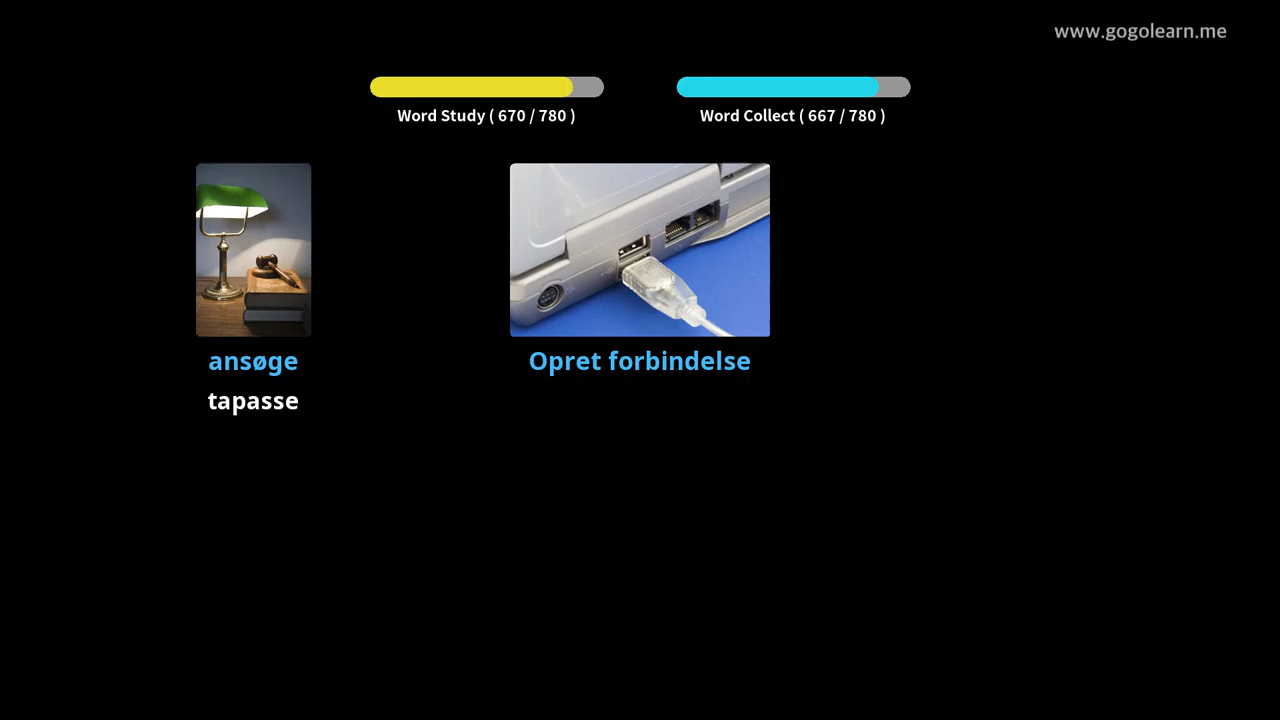 www.gogolearn.me
Word Study ( 670 / 780 )
Word Collect ( 667 / 780 )
ansøge
tapasse
Opret forbindelse